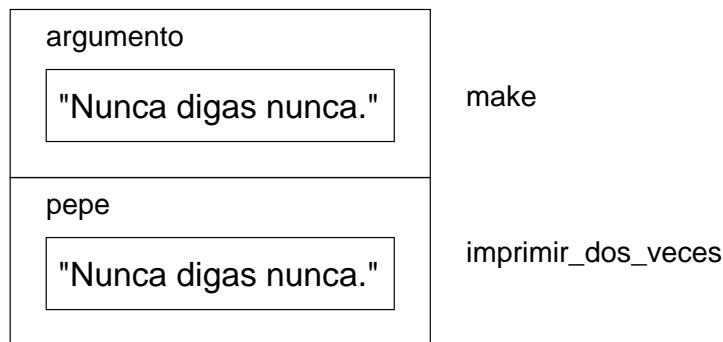 argumento
"Nunca digas nunca."
make
pepe
"Nunca digas nunca."
imprimir_dos_veces